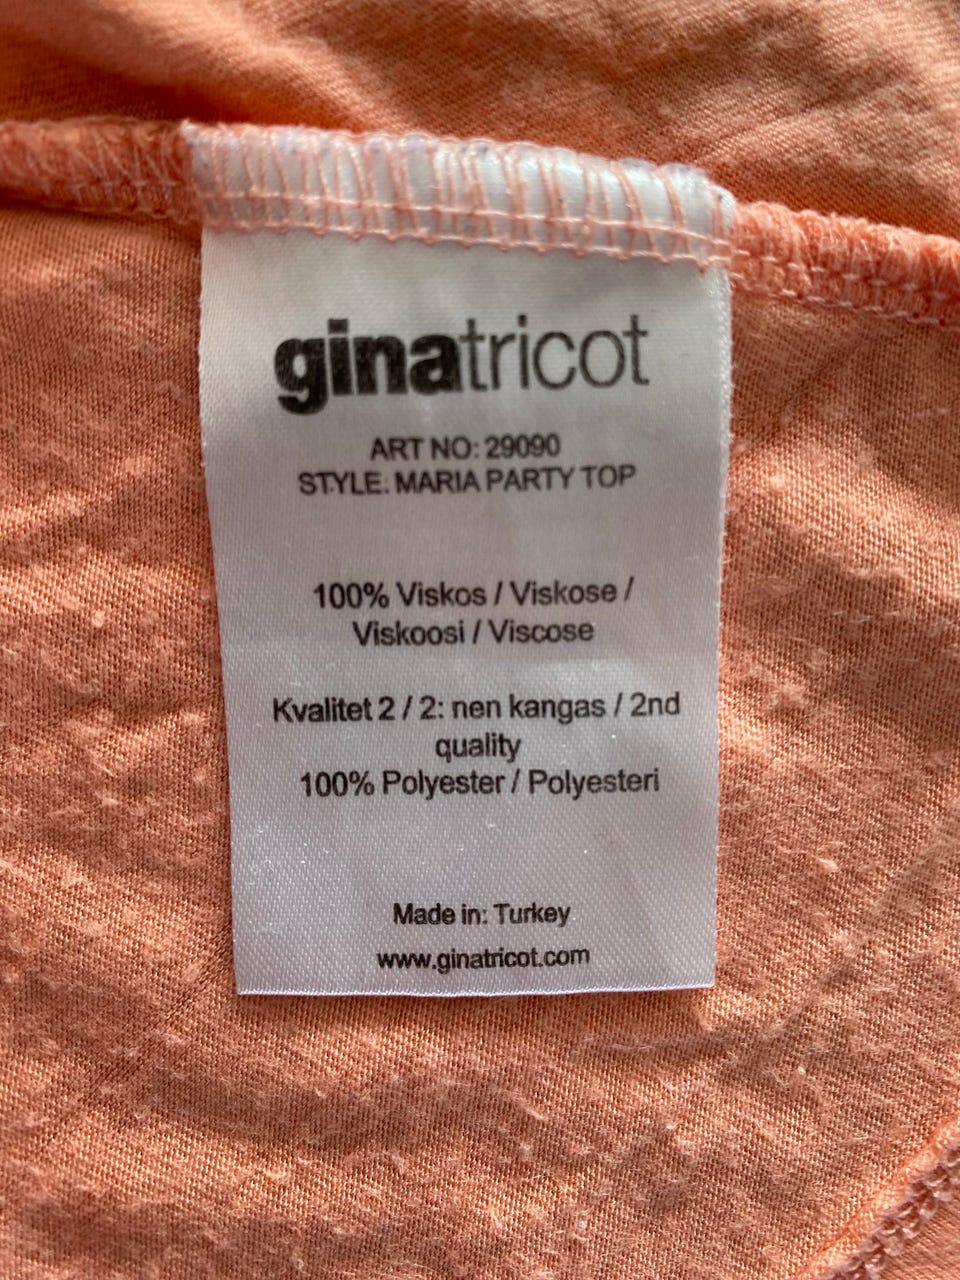 ginatricot
ART NO: 29090
STYLE: MARIA PARTY TOP
100% Viskos / Viskose /
Viskoosi / Viscose
Kvalitet 2 / 2: nen kangas / 2nd
quality
100% Polyester / Polyesteri
Made in: Turkey
www.ginatricot.com